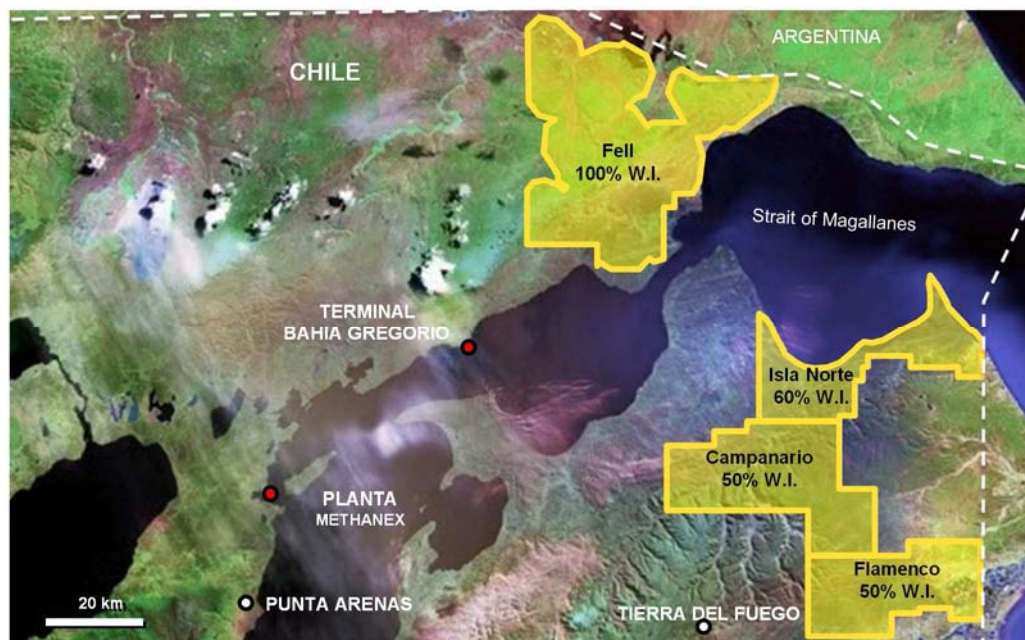 ARGENTINA
CHILE
Fell
100% W.I.
Strait of Magallanes
TERMINAL
BAHIA GREGORIO
Isla Norte
60% W.I.
Campanario
50% W.I.
PLANTA
METHANEX
Flamenco
50% W.I.
20 km
PUNTA ARENAS
TIERRA DEL FUEGO